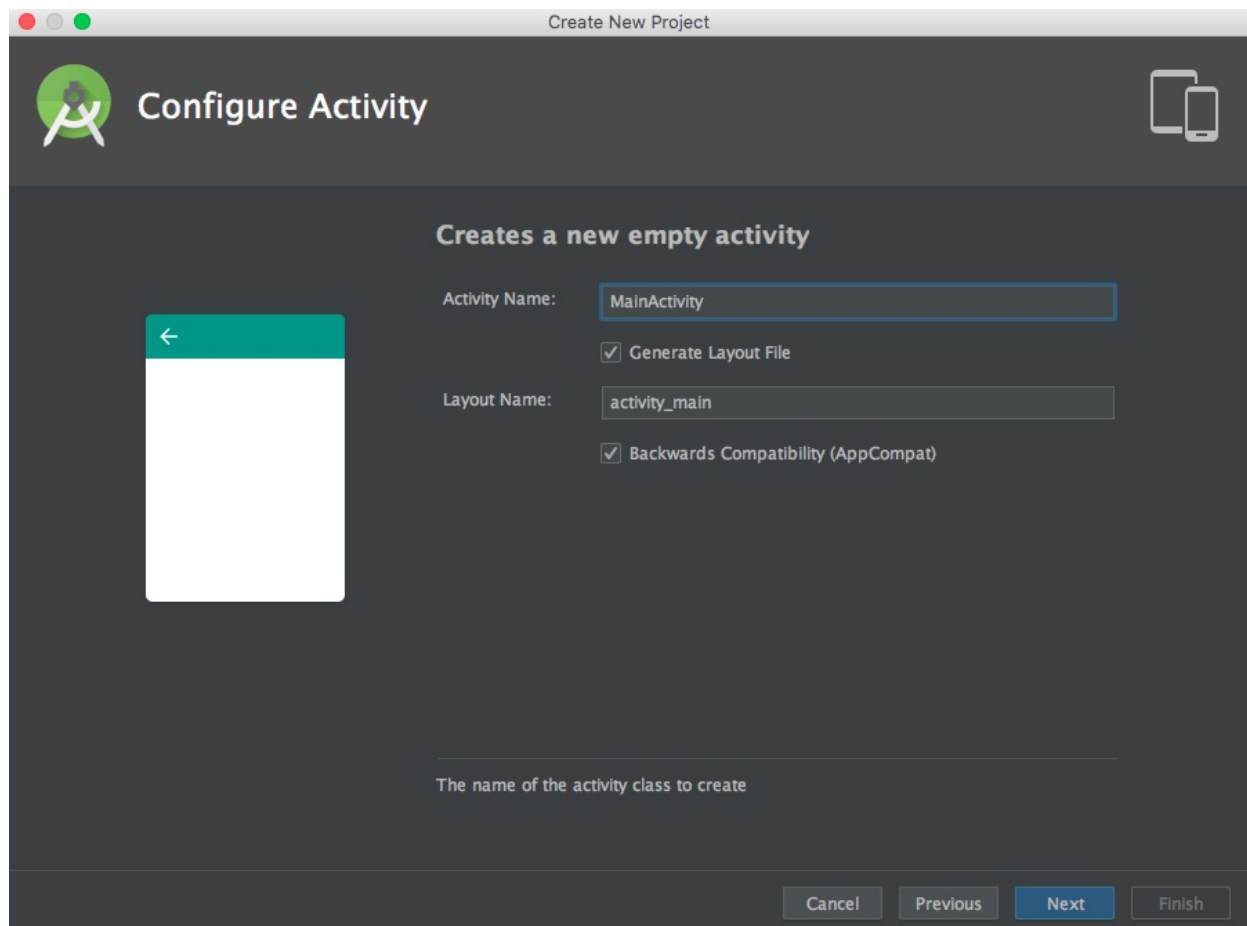 Create New Project
Configure Activity
Creates a new empty activity
Activity Name: MainActivity
Generate Layout File
Layout Name: activity_main
Backwards Compatibility (AppCompat)
The name of the activity class to create
Cancel Previous Next Finish